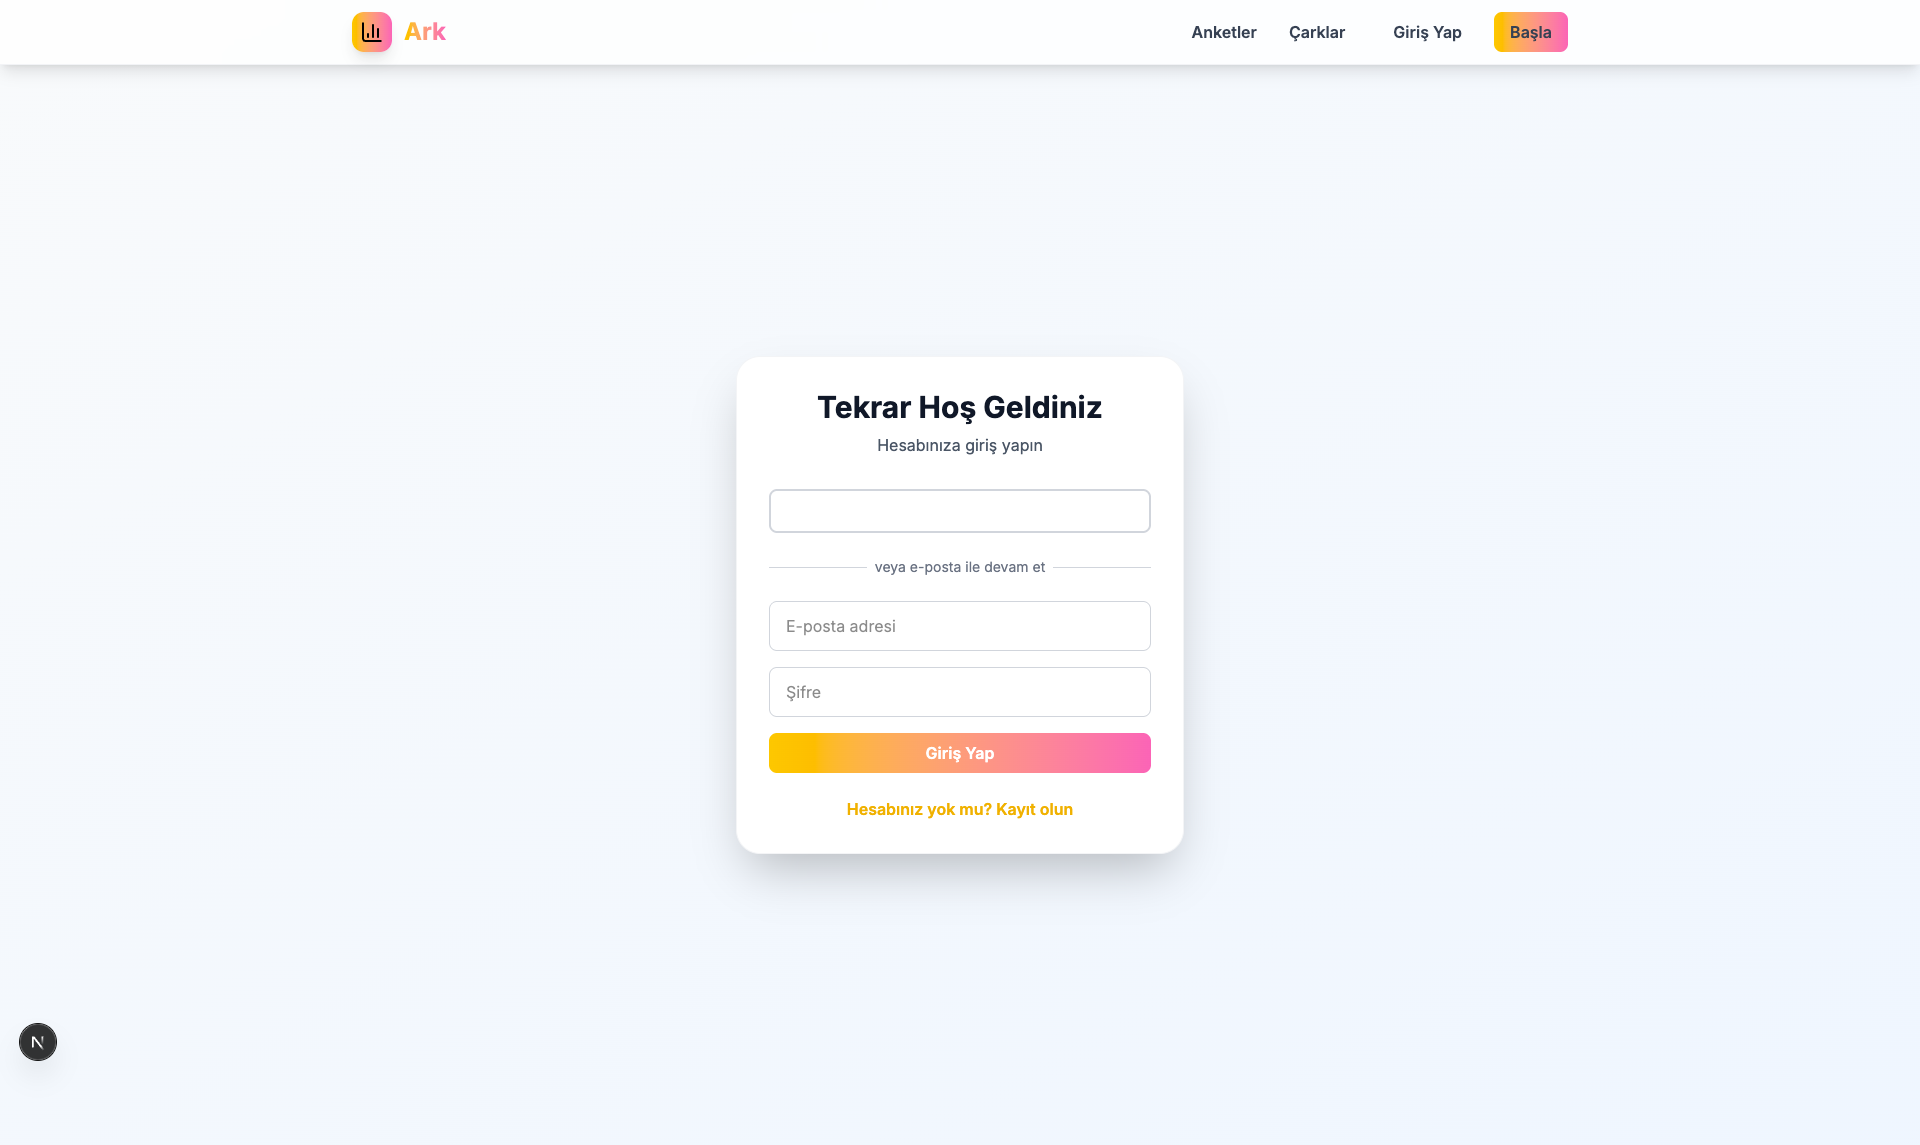 Ark
Anketler
Çarklar
Giriş Yap
Başla
Tekrar Hoş Geldiniz
Hesabınıza giriş yapın
veya e-posta ile devam et
E-posta adresi
Şifre
Giriş Yap
Hesabınız yok mu? Kayıt olun
N